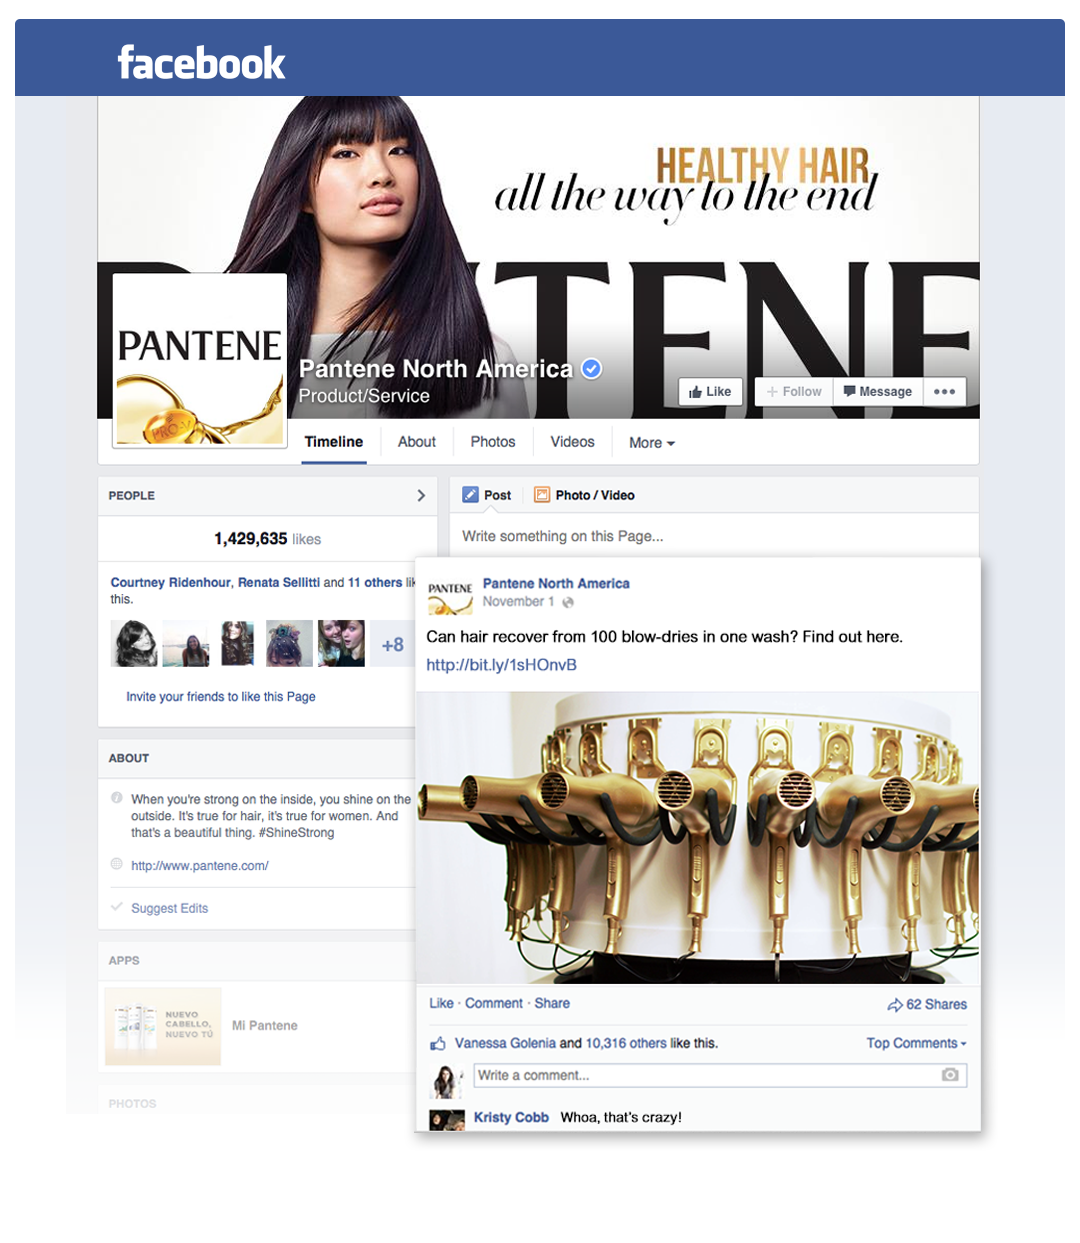 facebook
HEALTHY HAIR
all the way to the end
PANTENE
PANTENE
PRO-V
Pantene North America
Product/Service
Like
Follow
Message
Timeline
About
Photos
Videos
More
PEOPLE
1,429,635 likes
Courtney Ridenhour, Renata Sellitti and 11 others lik
this.
+8
Invite your friends to like this Page
ABOUT
When you're strong on the inside, you shine on the
outside. It's true for hair, it's true for women. And
that's a beautiful thing. #ShineStrong
http://www.pantene.com/
Suggest Edits
APPS
NUEVO
CABELLO,
NUEVO TÚ
Mi Pantene
PHOTOS
Post
Photo / Video
Write something on this Page...
PANTENE
Pantene North America
November 1
Can hair recover from 100 blow-dries in one wash? Find out here.
http://bit.ly/1sHOnvB
Like · Comment · Share
62 Shares
Vanessa Golenia and 10,316 others like this.
Top Comments
Write a comment...
Kristy Cobb Whoa, that's crazy!